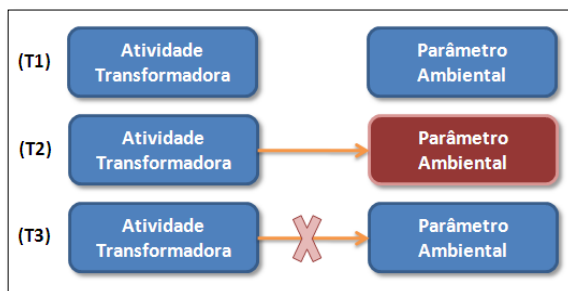 (T1)
Atividade
Transformadora
Parâmetro
Ambiental
(T2)
Atividade
Transformadora
Parâmetro
Ambiental
(T3)
Atividade
Transformadora
Parâmetro
Ambiental